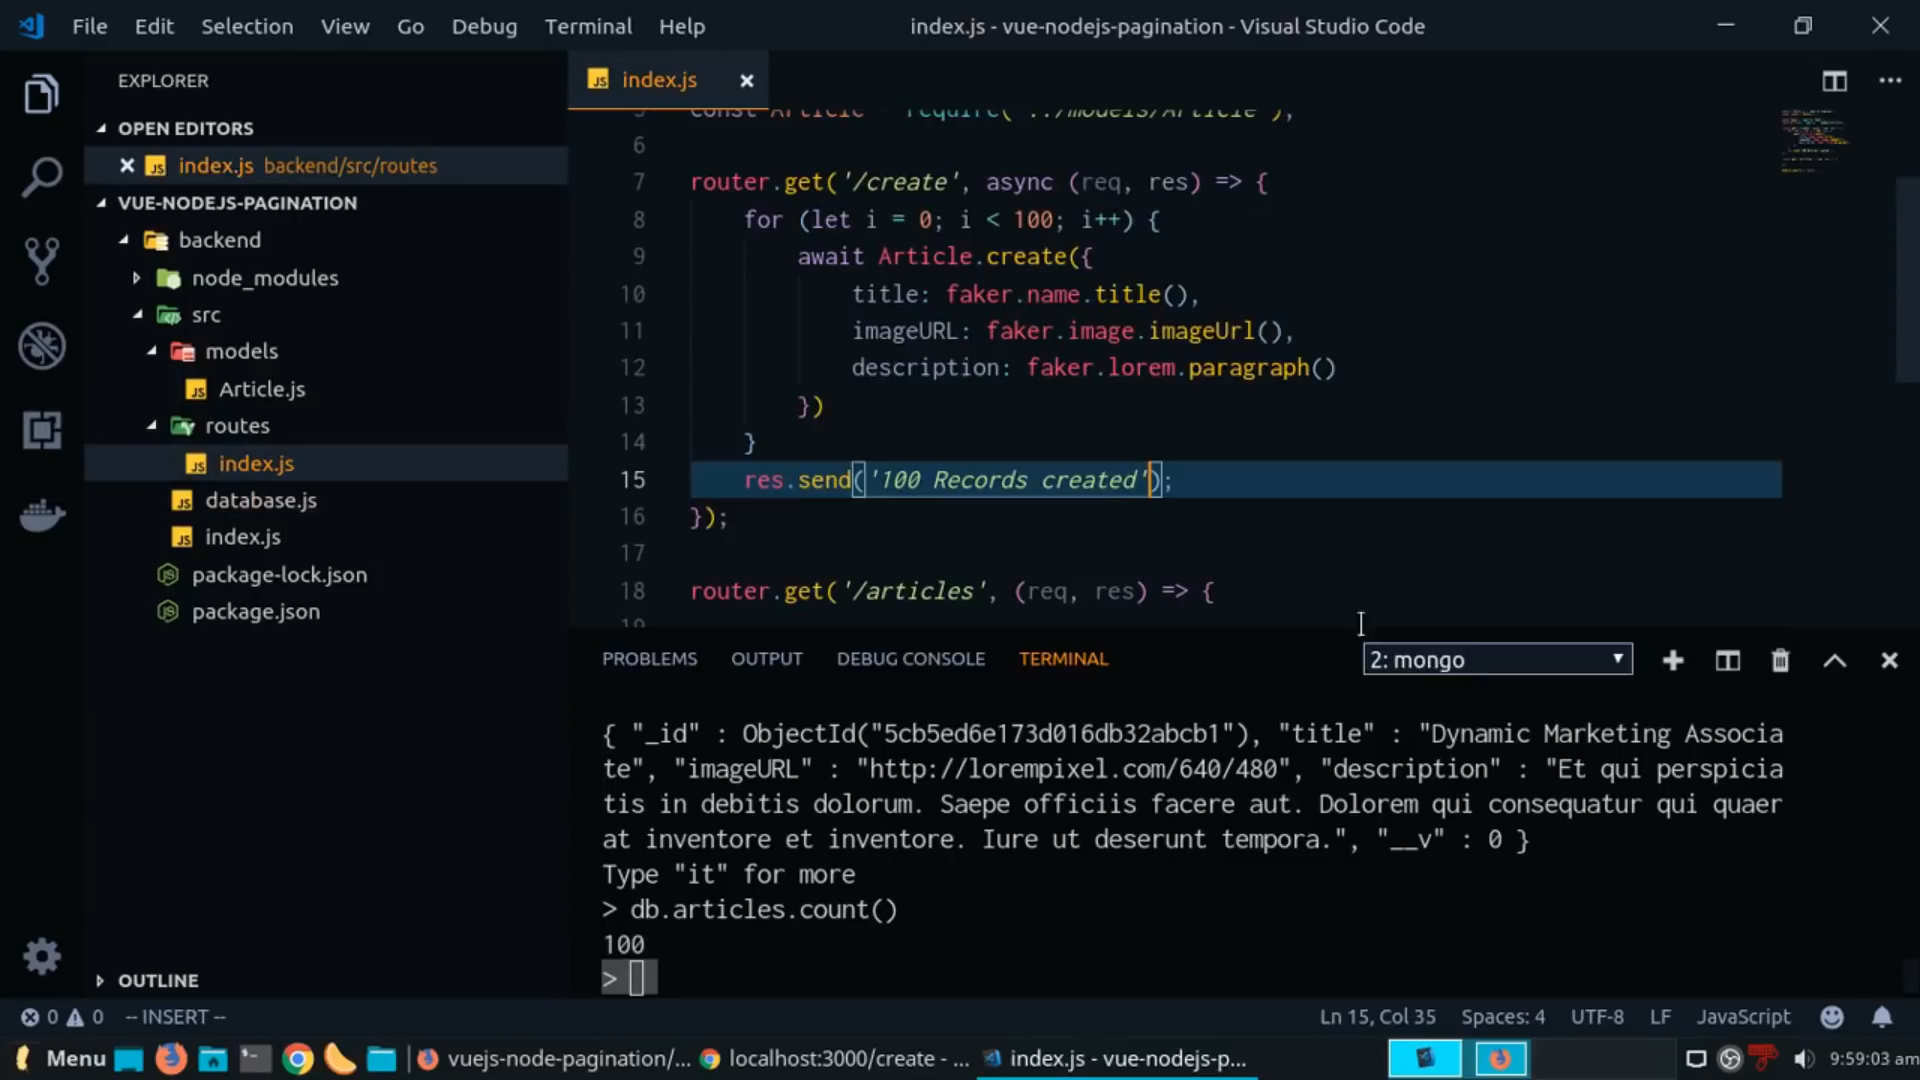 File Edit Selection View Go Debug Terminal Help index.js - vue-nodejs-pagination - Visual Studio Code
EXPLORER
OPEN EDITORS
index.js backend/src/routes
VUE-NODEJS-PAGINATION
backend
node_modules
src
models
Article.js
routes
index.js
database.js
index.js
package-lock.json
package.json
OUTLINE
index.js
5 const Article = require('../models/Article');
6
7 router.get('/create', async (req, res) => {
8 for (let i = 0; i < 100; i++) {
9 await Article.create({
10 title: faker.name.title(),
11 imageURL: faker.image.imageUrl(),
12 description: faker.lorem.paragraph()
13 })
14 }
15 res.send('100 Records created');
16 });
17
18 router.get('/articles', (req, res) => {
19
PROBLEMS OUTPUT DEBUG CONSOLE TERMINAL 2: mongo
{ "_id" : ObjectId("5cb5ed6e173d016db32abcb1"), "title" : "Dynamic Marketing Associa
te", "imageURL" : "http://lorempixel.com/640/480", "description" : "Et qui perspicia
tis in debitis dolorum. Saepe officiis facere aut. Dolorem qui consequatur qui quaer
at inventore et inventore. Iure ut deserunt tempora.", "__v" : 0 }
Type "it" for more
> db.articles.count()
100
>
0 0 -- INSERT -- Ln 15, Col 35 Spaces: 4 UTF-8 LF JavaScript
Menu vuejs-node-pagination/... localhost:3000/create - ... index.js - vue-nodejs-p... 9:59:03 am